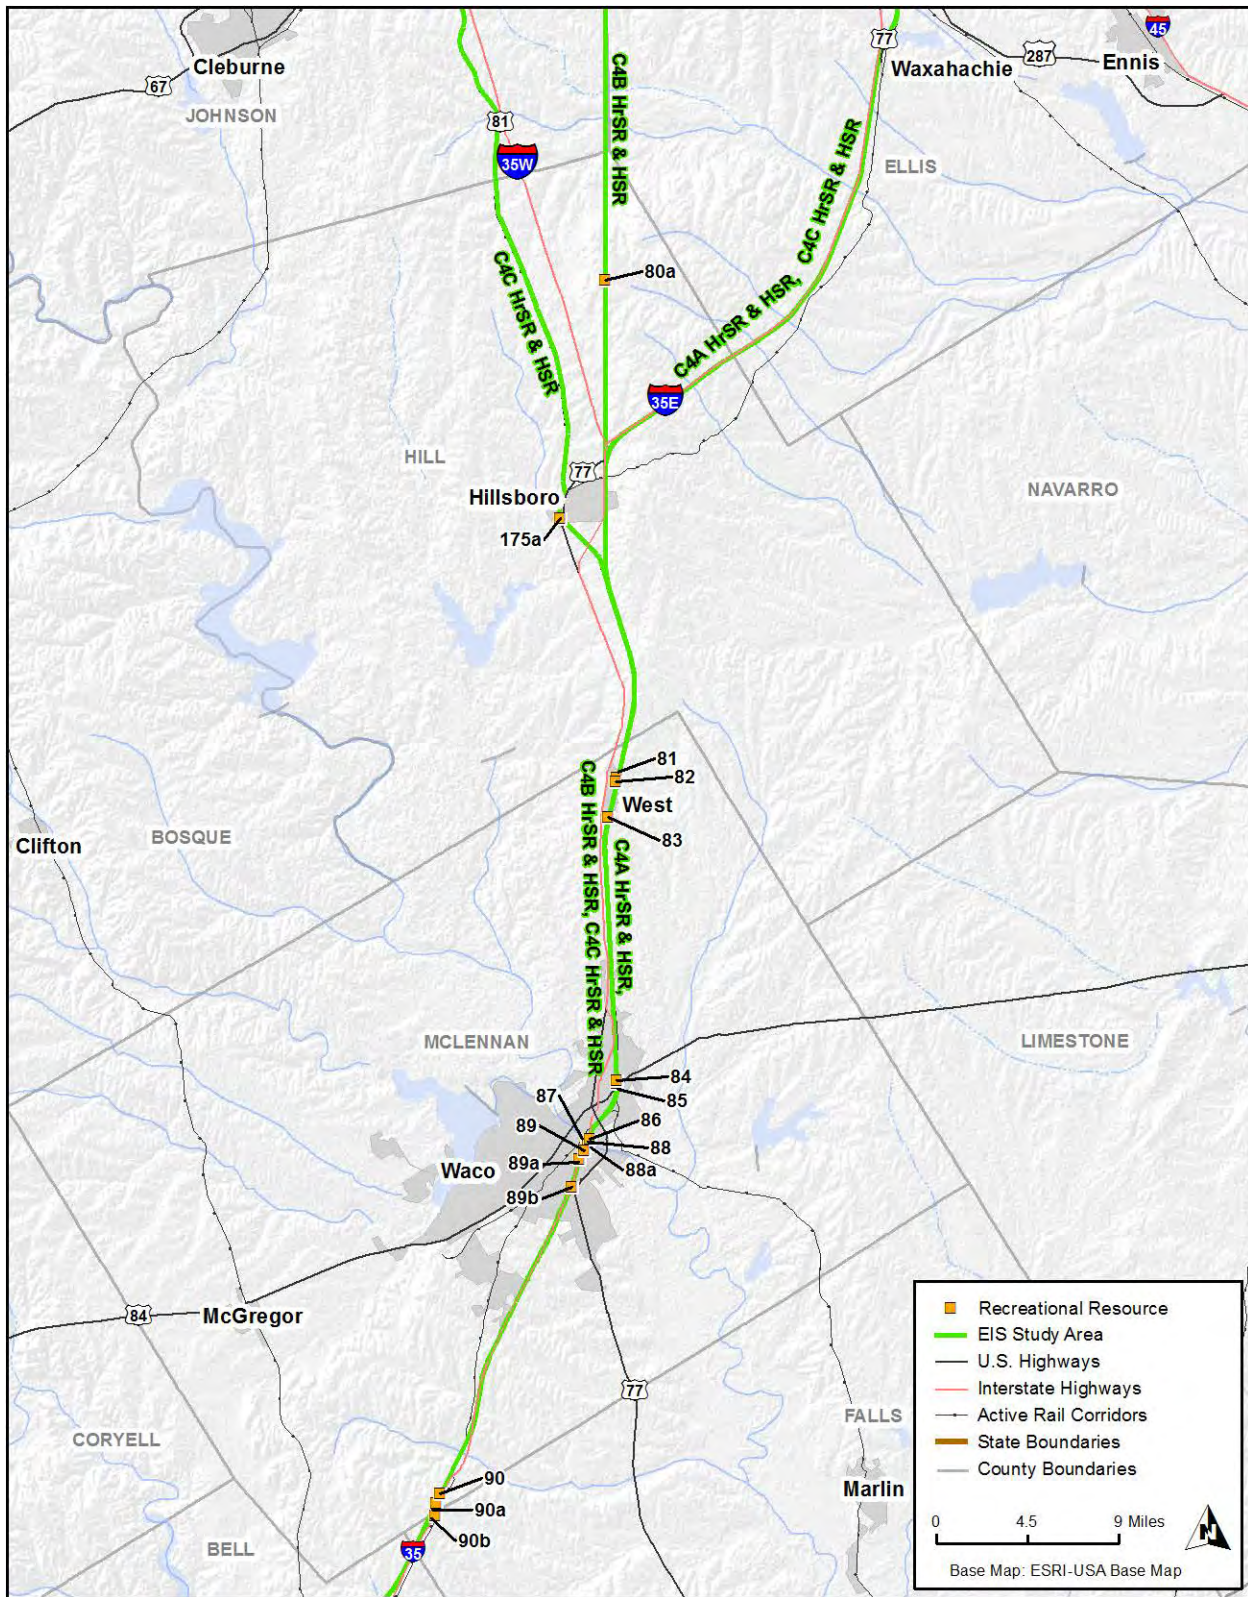 45
77
287
Cleburne
Waxahachie
Ennis
67
JOHNSON
81
C4B HrSR & HSR
35W
ELLIS
C4C HrSR & HSR
C4A HrSR & HSR, C4C HrSR & HSR
80a
35E
HILL
77
NAVARRO
Hillsboro
175a
81
82
West
83
BOSQUE
Clifton
C4A HrSR & HSR,
C4B HrSR & HSR, C4C HrSR & HSR
MCLENNAN
LIMESTONE
84
85
87
86
89
88
89a
88a
Waco
89b
84
McGregor
77
FALLS
CORYELL
Marlin
90
90a
90b
BELL
35
Recreational Resource
EIS Study Area
U.S. Highways
Interstate Highways
Active Rail Corridors
State Boundaries
County Boundaries
0 4.5 9 Miles
N
Base Map: ESRI-USA Base Map